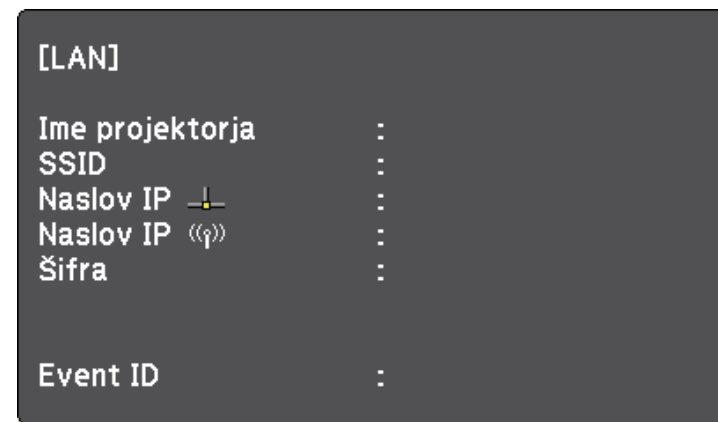 [LAN]
Ime projektorja :
SSID :
Naslov IP :
Naslov IP :
Šifra :
Event ID :